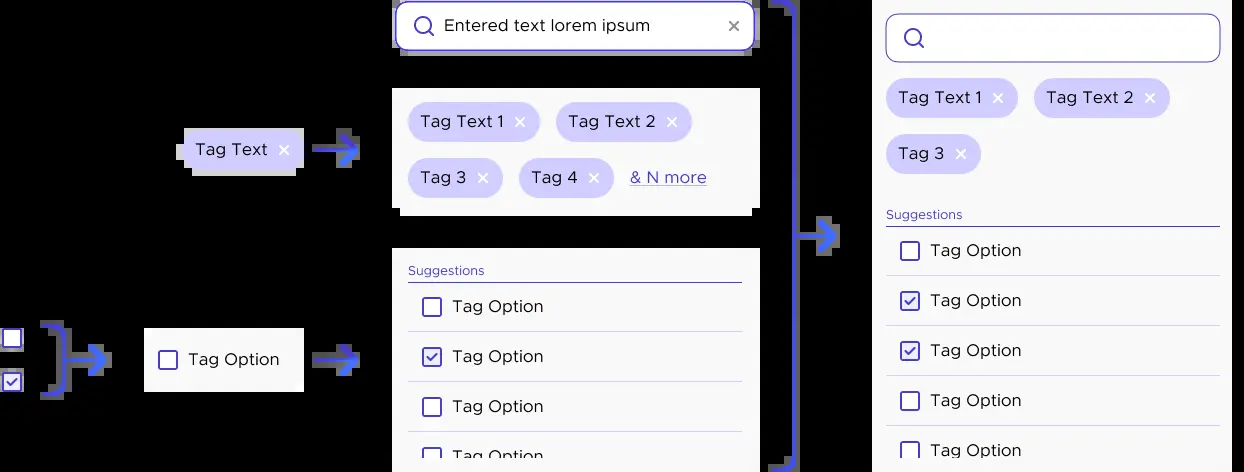 Entered text lorem ipsum
Tag Text
Tag Text 1
Tag Text 2
Tag 3
Tag 4
& N more
Tag Option
Suggestions
Tag Option
Tag Option
Tag Option
Tag Option
Tag Text 1
Tag Text 2
Tag 3
Suggestions
Tag Option
Tag Option
Tag Option
Tag Option
Tag Option